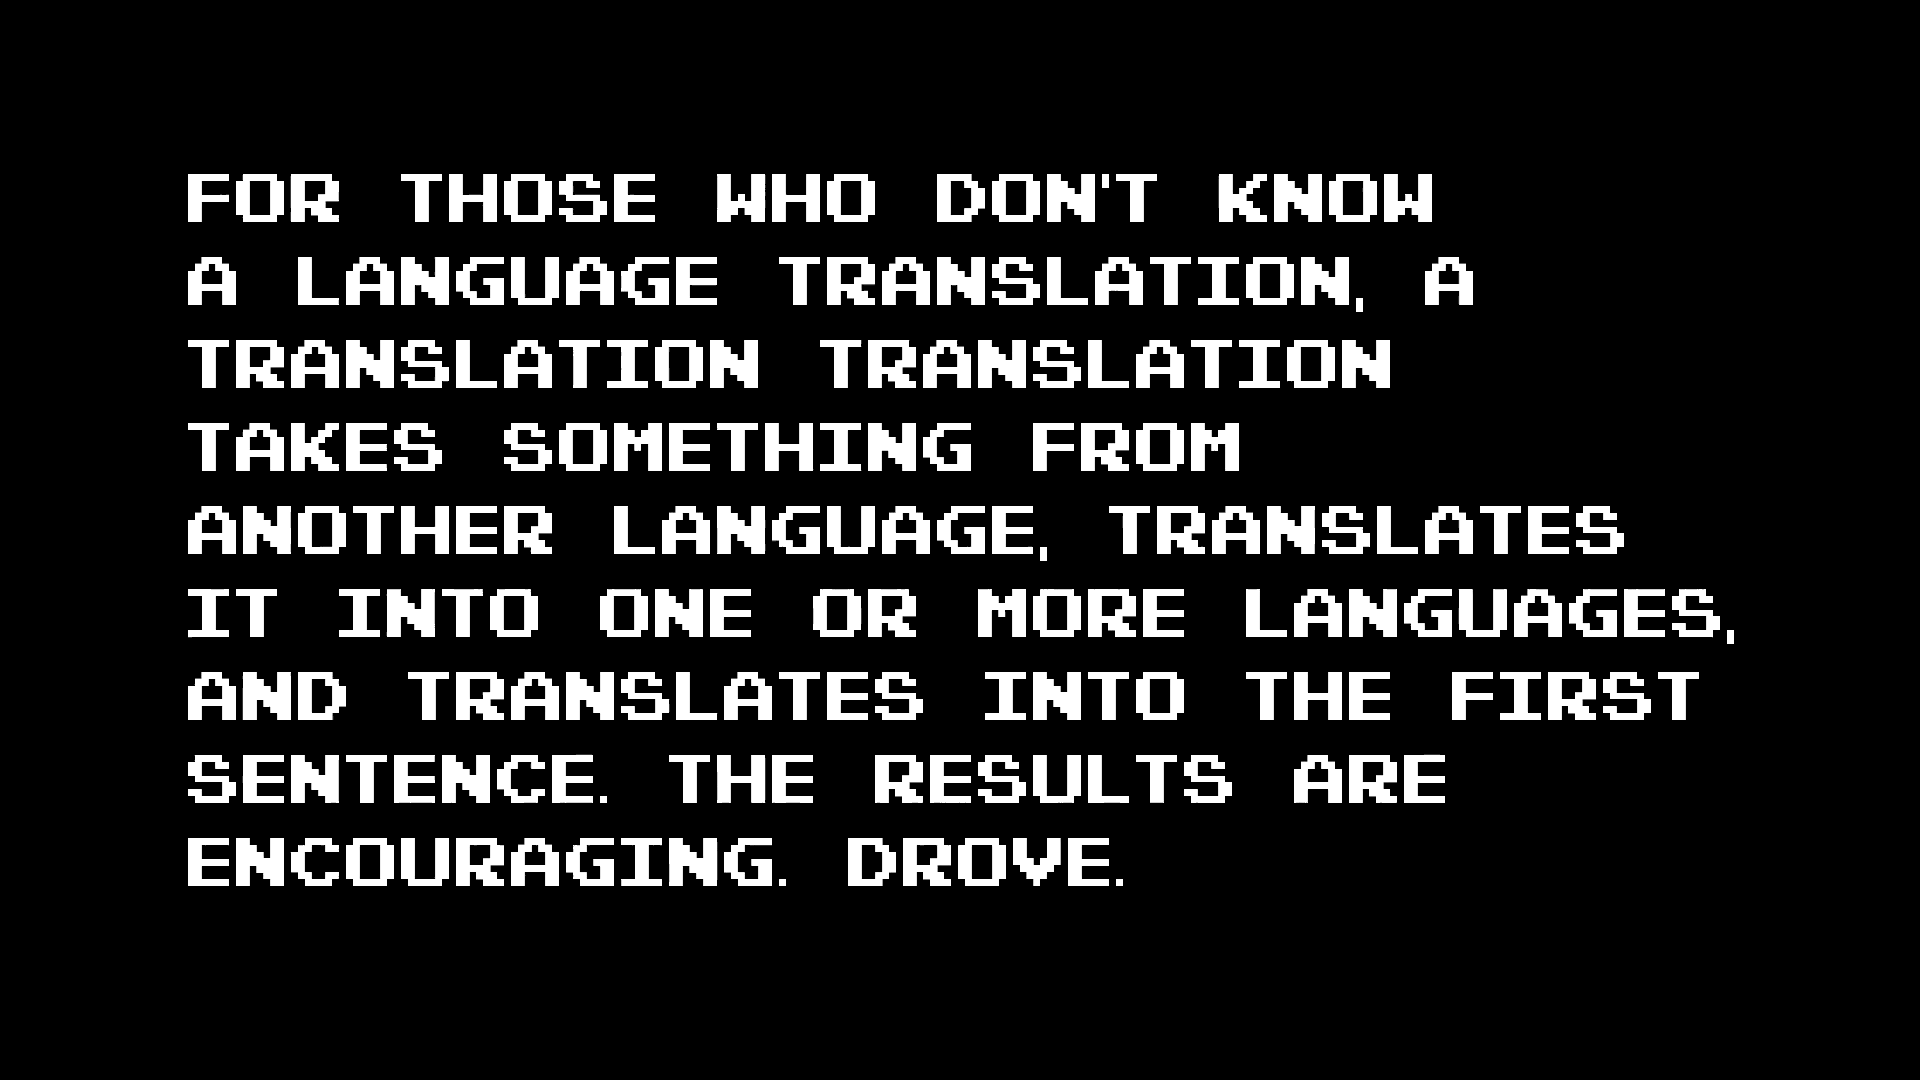 FOR THOSE WHO DON'T KNOW
A LANGUAGE TRANSLATION, A
TRANSLATION TRANSLATION
TAKES SOMETHING FROM
ANOTHER LANGUAGE, TRANSLATES
IT INTO ONE OR MORE LANGUAGES,
AND TRANSLATES INTO THE FIRST
SENTENCE. THE RESULTS ARE
ENCOURAGING. DROVE.